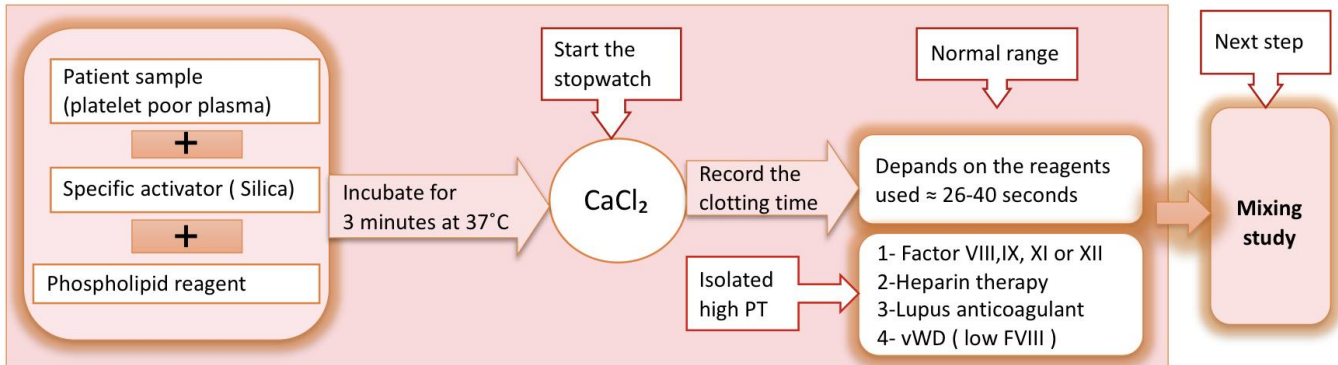 Patient sample
(platelet poor plasma)
+
Specific activator ( Silica)
+
Phospholipid reagent
Incubate for
3 minutes at 37˚C
Start the
stopwatch
CaCl₂
Record the
clotting time
Normal range
Depends on the reagents
used ≈ 26-40 seconds
Isolated
high PT
1- Factor VIII,IX, XI or XII
2-Heparin therapy
3-Lupus anticoagulant
4- vWD ( low FVIII )
Next step
Mixing
study